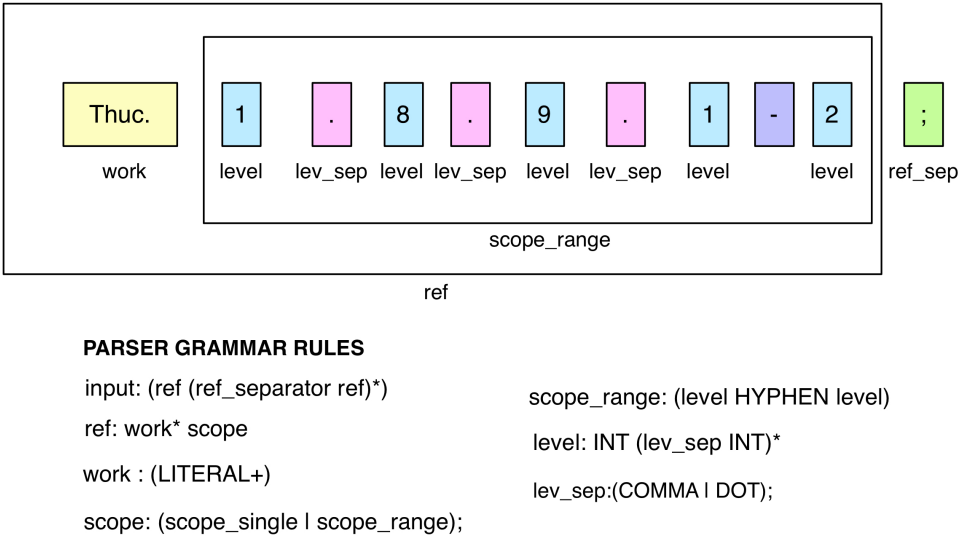 Thuc. 1 . 8 . 9 . 1 - 2 ;
work level lev_sep level lev_sep level lev_sep level level ref_sep
scope_range
ref
PARSER GRAMMAR RULES
input: (ref (ref_separator ref)*)
ref: work* scope
work : (LITERAL+)
scope: (scope_single | scope_range);
scope_range: (level HYPHEN level)
level: INT (lev_sep INT)*
lev_sep:(COMMA | DOT);